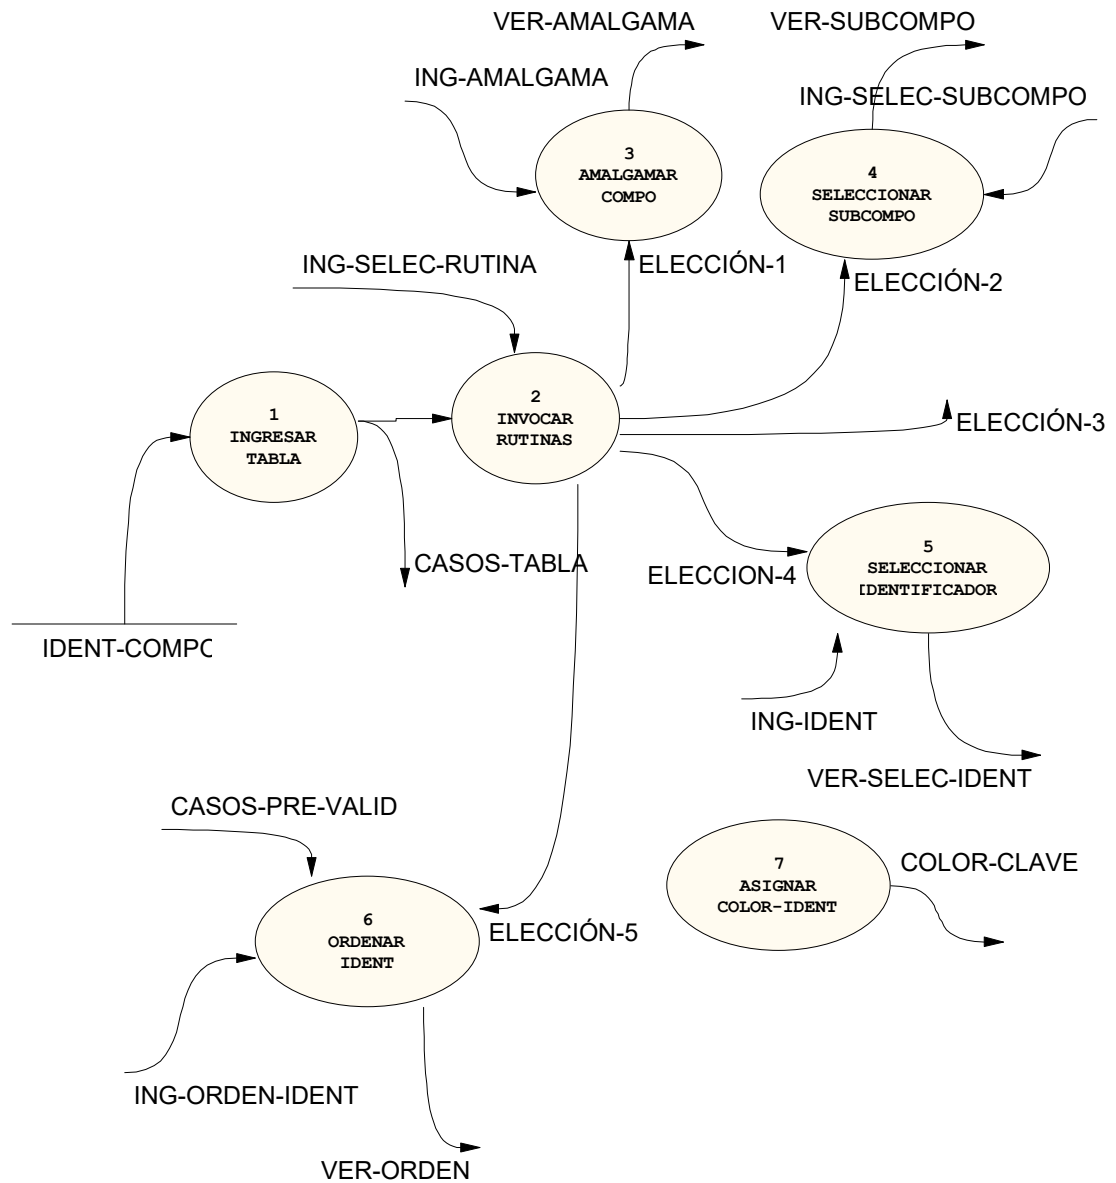 VER-AMALGAMA
VER-SUBCOMPO
ING-AMALGAMA
ING-SELEC-SUBCOMPO
3
AMALGAMAR
COMPO
4
SELECCIONAR
SUBCOMPO
ING-SELEC-RUTINA
ELECCIÓN-1
ELECCIÓN-2
2
INVOCAR
RUTINAS
1
INGRESAR
TABLA
ELECCIÓN-3
CASOS-TABLA
ELECCION-4
5
SELECCIONAR
IDENTIFICADOR
IDENT-COMPO
ING-IDENT
VER-SELEC-IDENT
CASOS-PRE-VALID
7
ASIGNAR
COLOR-IDENT
COLOR-CLAVE
6
ORDENAR
IDENT
ELECCIÓN-5
ING-ORDEN-IDENT
VER-ORDEN